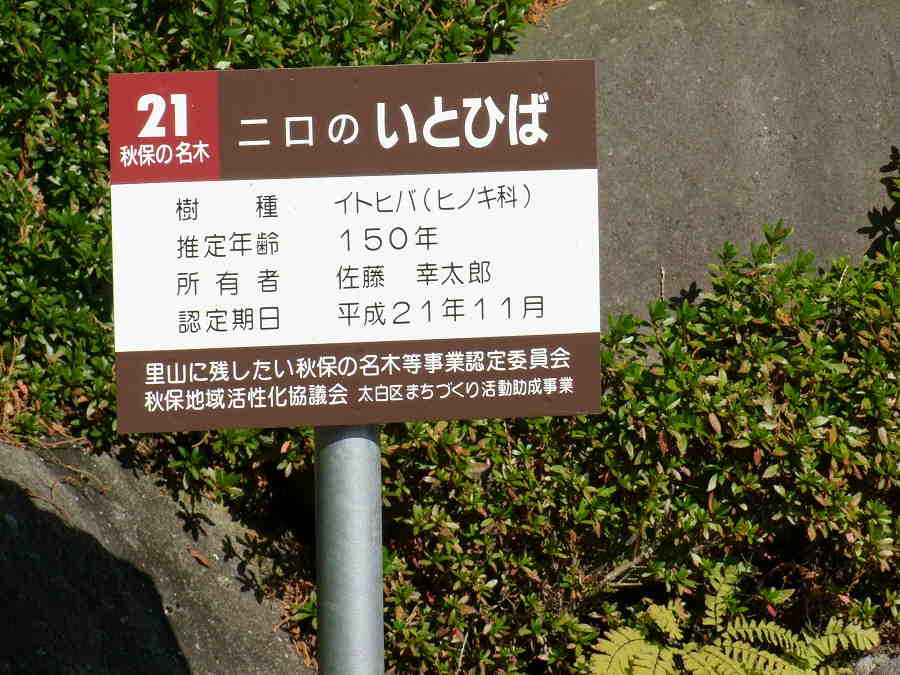 21
秋保の名木
二口のいとひば
樹種 イトヒバ(ヒノキ科)
推定年齢 150年
所有者 佐藤 幸太郎
認定期日 平成21年11月
里山に残したい秋保の名木等事業認定委員会
秋保地域活性化協議会 太白区まちづくり活動助成事業